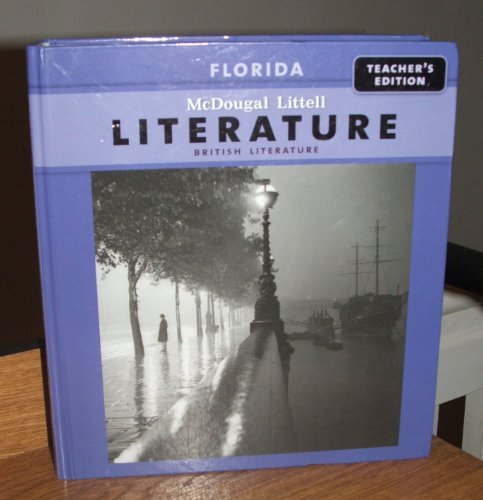 FLORIDA
TEACHER'S
EDITION
McDougal Littell
LITERATURE
BRITISH LITERATURE